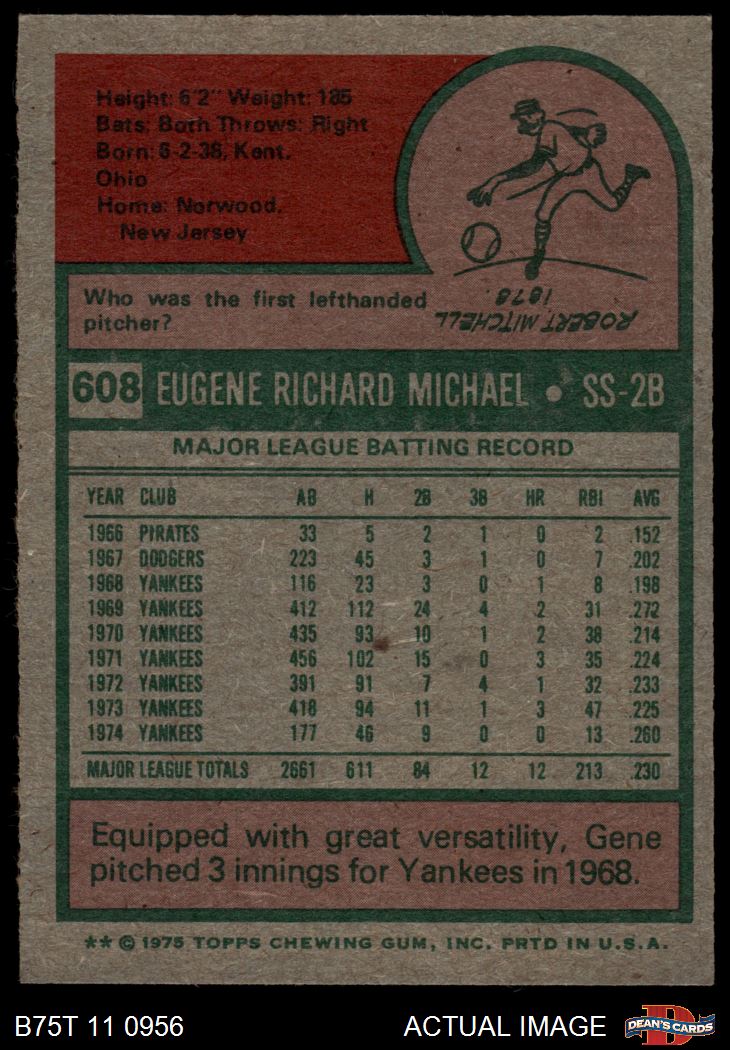 Height: 6'2" Weight: 185
Bats: Both Throws: Right
Born: 6-2-38, Kent,
Ohio
Home: Norwood,
New Jersey
Who was the first lefthanded
pitcher?
ROBERT MITCHELL
1878.
608 EUGENE RICHARD MICHAEL • SS-2B
MAJOR LEAGUE BATTING RECORD
YEAR CLUB AB H 2B 3B HR RBI AVG
1966 PIRATES 33 5 2 1 0 2 .152
1967 DODGERS 223 45 3 1 0 7 .202
1968 YANKEES 116 23 3 0 1 8 .198
1969 YANKEES 412 112 24 4 2 31 .272
1970 YANKEES 435 93 10 1 2 38 .214
1971 YANKEES 456 102 15 0 3 35 .224
1972 YANKEES 391 91 7 4 1 32 .233
1973 YANKEES 418 94 11 1 3 47 .225
1974 YANKEES 177 46 9 0 0 13 .260
MAJOR LEAGUE TOTALS 2661 611 84 12 12 213 .230
Equipped with great versatility, Gene
pitched 3 innings for Yankees in 1968.
** © 1975 TOPPS CHEWING GUM, INC. PRTD IN U.S.A.
B75T 11 0956 ACTUAL IMAGE D DEAN'S CARDS